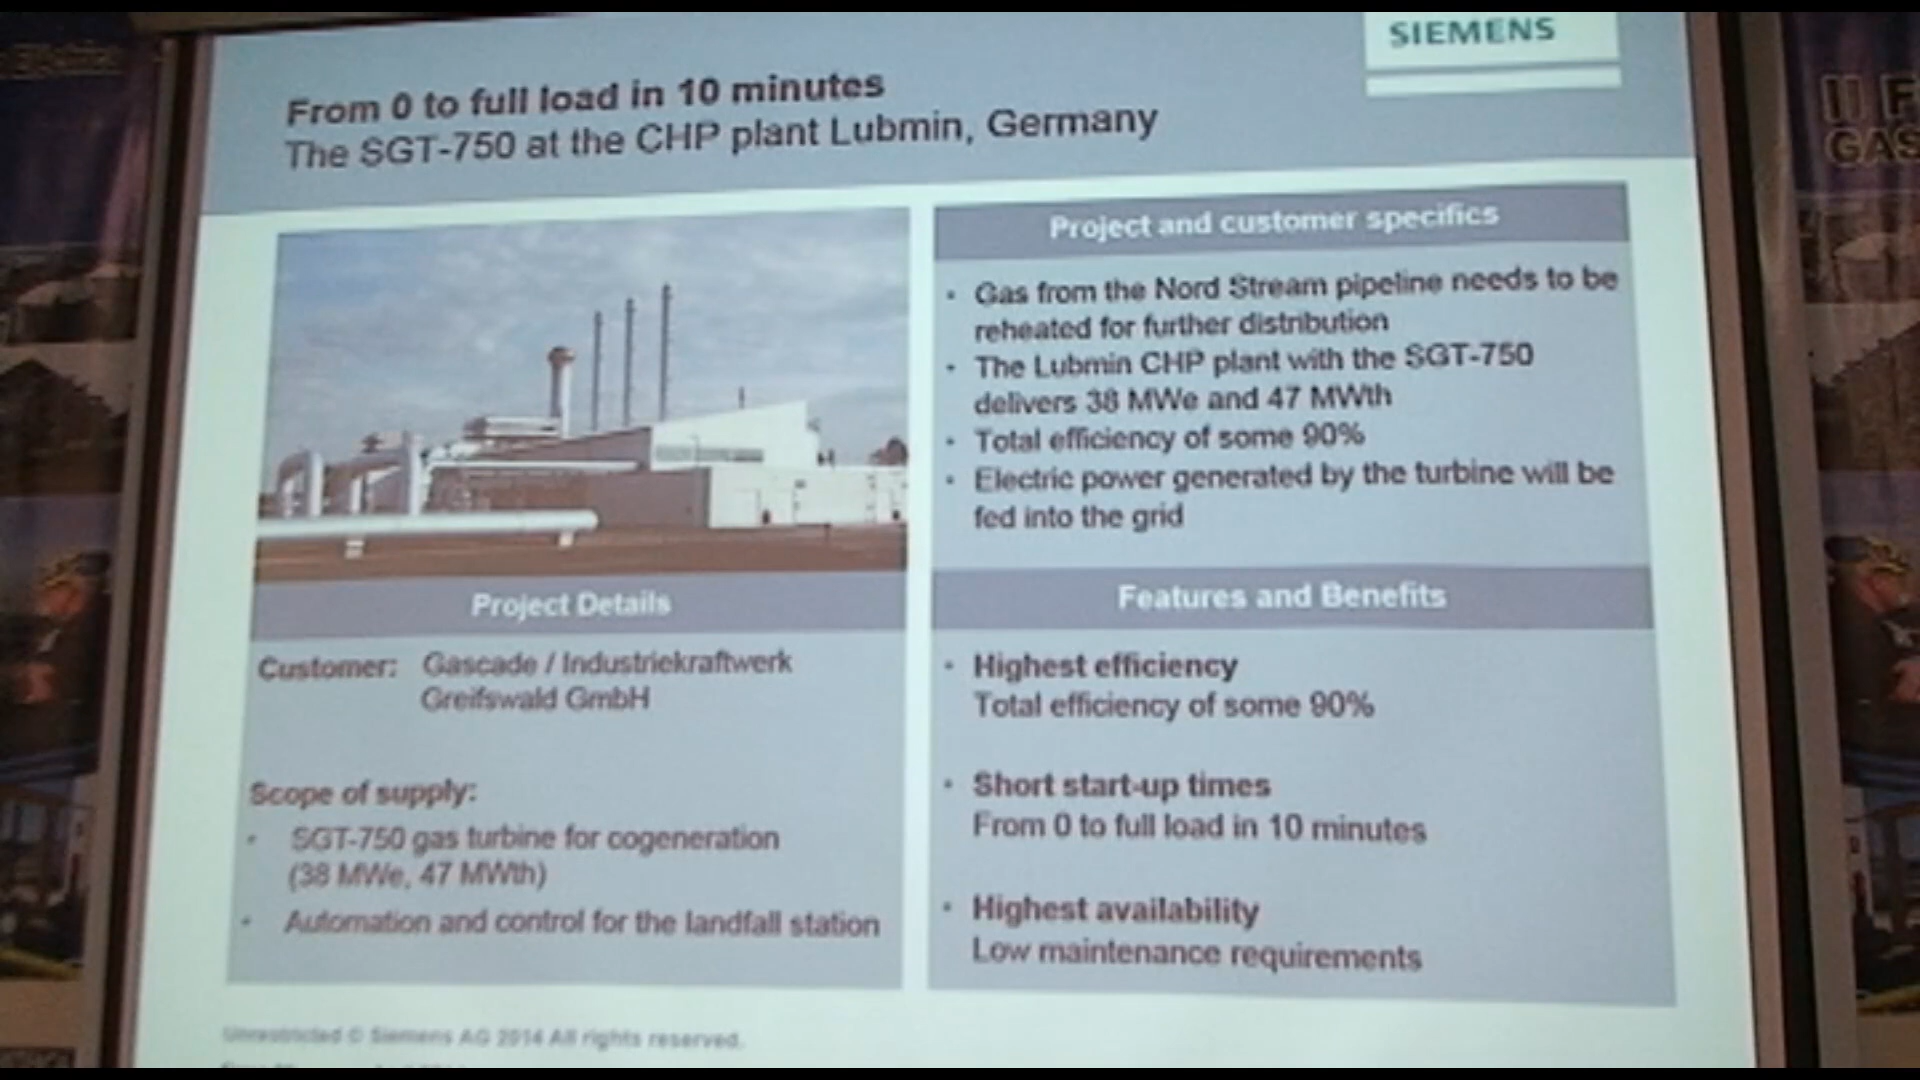 SIEMENS
From 0 to full load in 10 minutes
The SGT-750 at the CHP plant Lubmin, Germany
Project and customer specifics
• Gas from the Nord Stream pipeline needs to be
reheated for further distribution
• The Lubmin CHP plant with the SGT-750
delivers 38 MWe and 47 MWth
• Total efficiency of some 90%
• Electric power generated by the turbine will be
fed into the grid
Project Details
Customer: Gascade / Industriekraftwerk
Greifswald GmbH
Scope of supply:
• SGT-750 gas turbine for cogeneration
(38 MWe, 47 MWth)
• Automation and control for the landfall station
Features and Benefits
• Highest efficiency
Total efficiency of some 90%
• Short start-up times
From 0 to full load in 10 minutes
• Highest availability
Low maintenance requirements
Unrestricted © Siemens AG 2014 All rights reserved.
II F
GAS